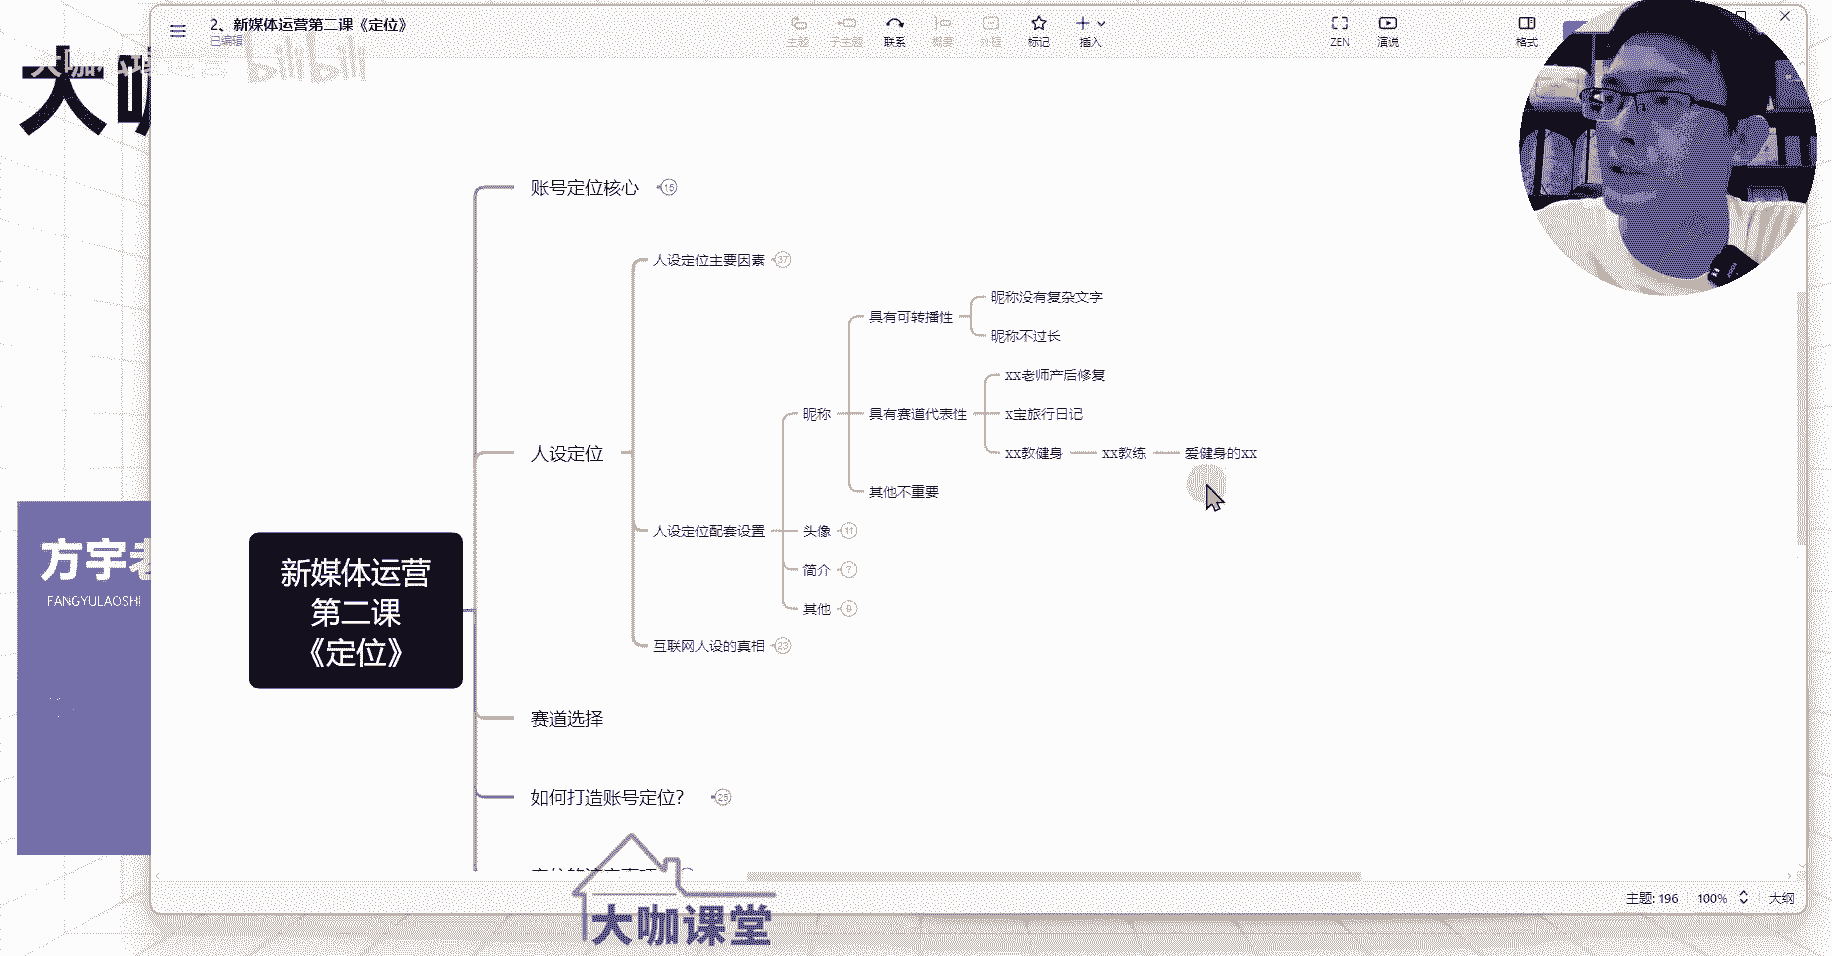 2、新媒体运营第二课《定位》
已编辑
主题
子主题
联系
概要
外框
标记
插入
ZEN
演说
格式
大咖
bilibili
账号定位核心
15
人设定位主要因素
37
昵称没有复杂文字
具有可转播性
昵称不过长
xx老师产后修复
昵称
具有赛道代表性
x宝旅行日记
人设定位
xx教健身
xx教练
爱健身的xx
其他不重要
人设定位配套设置
头像
11
简介
7
其他
9
互联网人设的真相
23
新媒体运营
第二课
《定位》
方宇老
FANGYULAOSHI
赛道选择
如何打造账号定位?
25
主题: 196
100%
大纲
大咖课堂